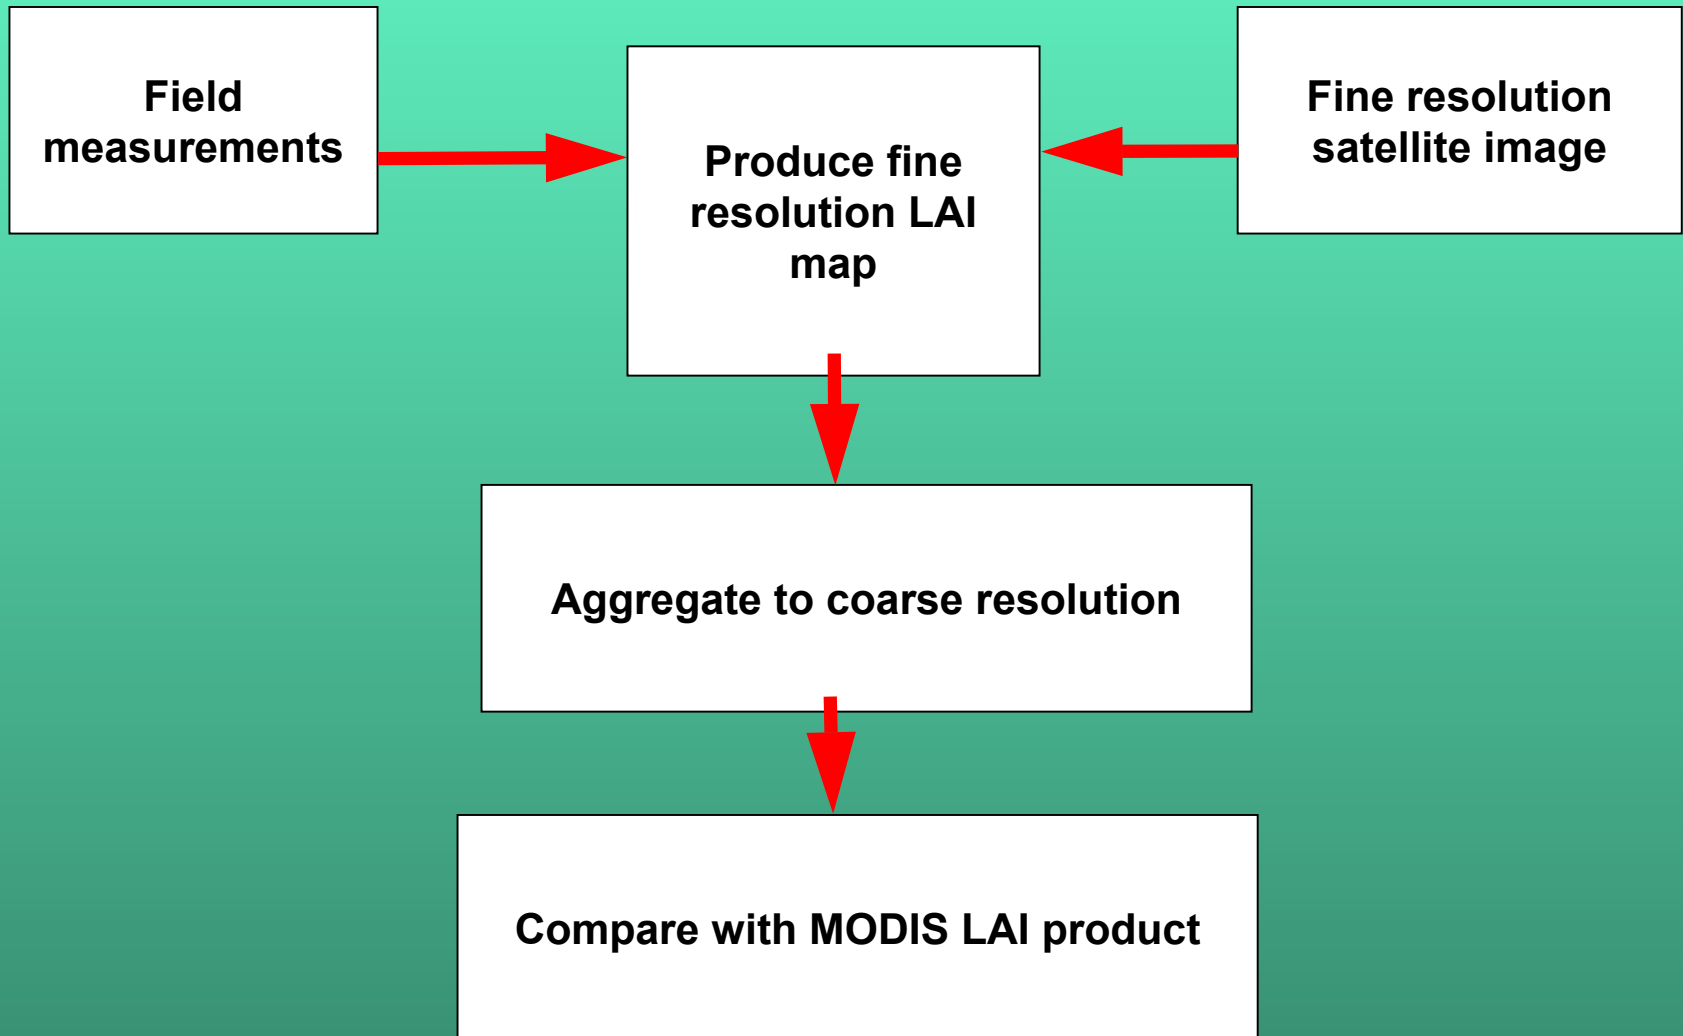 Field
measurements
Produce fine
resolution LAI
map
Fine resolution
satellite image
Aggregate to coarse resolution
Compare with MODIS LAI product